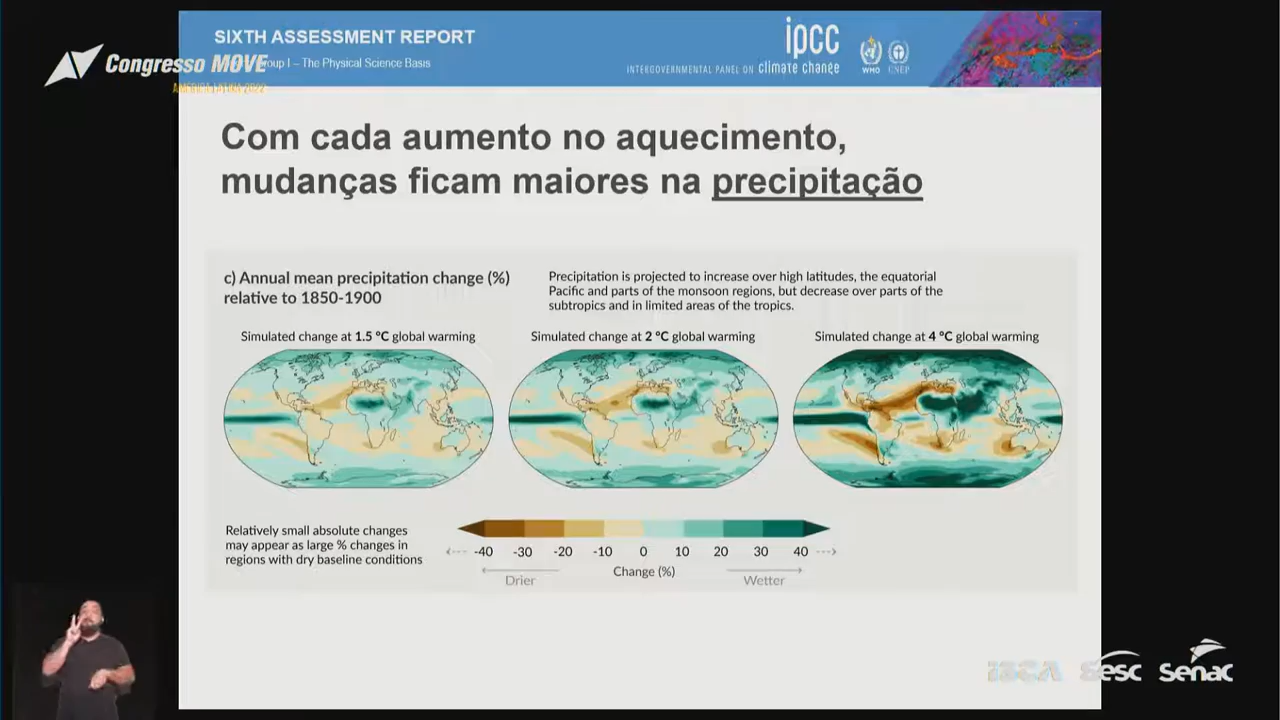 SIXTH ASSESSMENT REPORT
oup I – The Physical Science Basis
Congresso MOVE
AMÉRICA LATINA 2022
ipcc
INTERGOVERNMENTAL PANEL ON climate change
WMO UNEP
Com cada aumento no aquecimento,
mudanças ficam maiores na precipitação
c) Annual mean precipitation change (%)
relative to 1850-1900
Precipitation is projected to increase over high latitudes, the equatorial
Pacific and parts of the monsoon regions, but decrease over parts of the
subtropics and in limited areas of the tropics.
Simulated change at 1.5 °C global warming
Simulated change at 2 °C global warming
Simulated change at 4 °C global warming
Relatively small absolute changes
may appear as large % changes in
regions with dry baseline conditions
-40 -30 -20 -10 0 10 20 30 40
Change (%)
Drier
Wetter
ISCA Sesc Senac